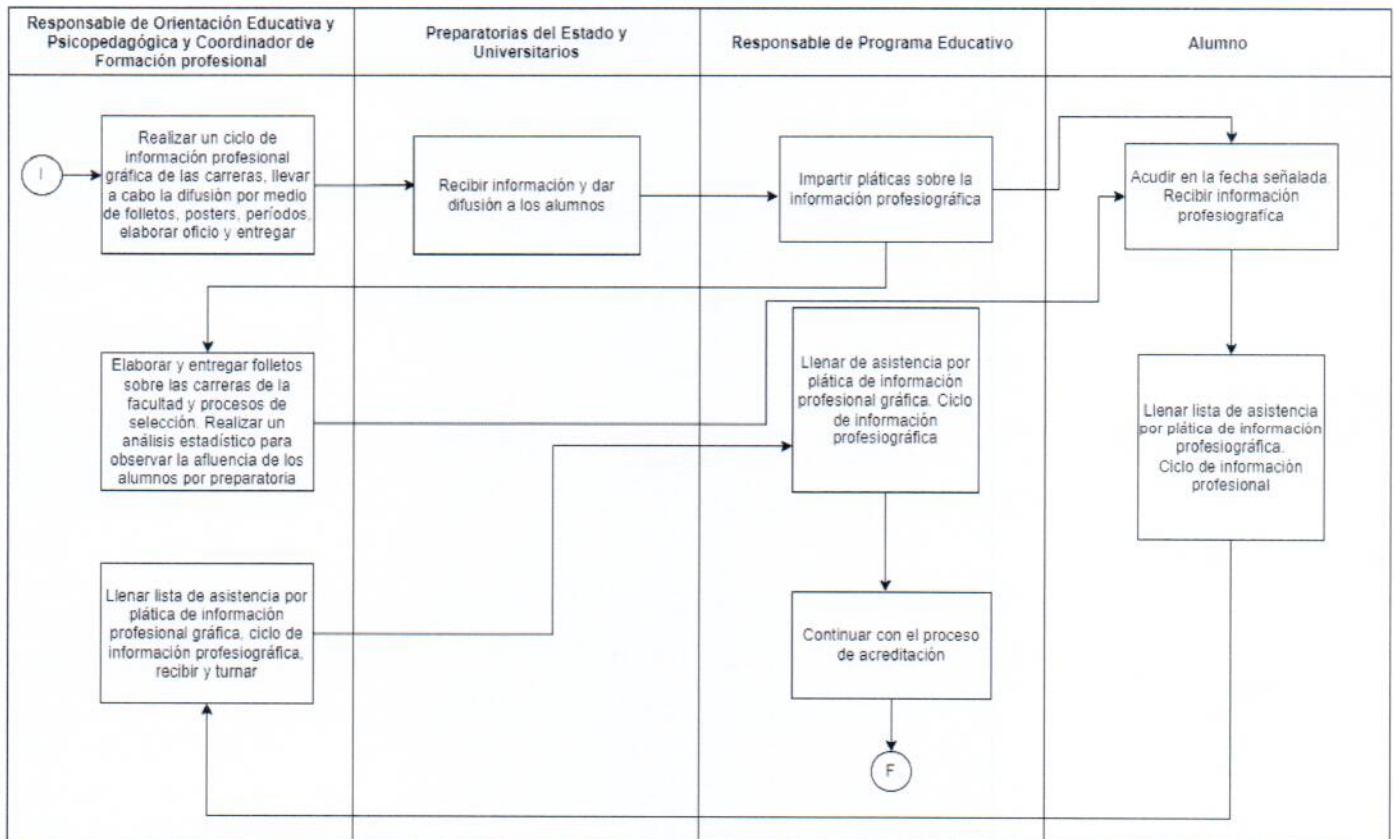 Responsable de Orientación Educativa y
Psicopedagógica y Coordinador de
Formación profesional
Preparatorias del Estado y
Universitarios
Responsable de Programa Educativo
Alumno
I
Realizar un ciclo de
información profesional
gráfica de las carreras, llevar
a cabo la difusión por medio
de folletos, posters, períodos,
elaborar oficio y entregar
Recibir información y dar
difusión a los alumnos
Impartir pláticas sobre la
información profesiográfica
Acudir en la fecha señalada.
Recibir información
profesiografica
Elaborar y entregar folletos
sobre las carreras de la
facultad y procesos de
selección. Realizar un
análisis estadístico para
observar la afluencia de los
alumnos por preparatoria
Llenar de asistencia por
plática de información
profesional gráfica. Ciclo
de información
profesiográfica
Llenar lista de asistencia
por plática de información
profesiográfica.
Ciclo de información
profesional
Llenar lista de asistencia por
plática de información
profesional gráfica, ciclo de
información profesiográfica,
recibir y turnar
Continuar con el proceso
de acreditación
F